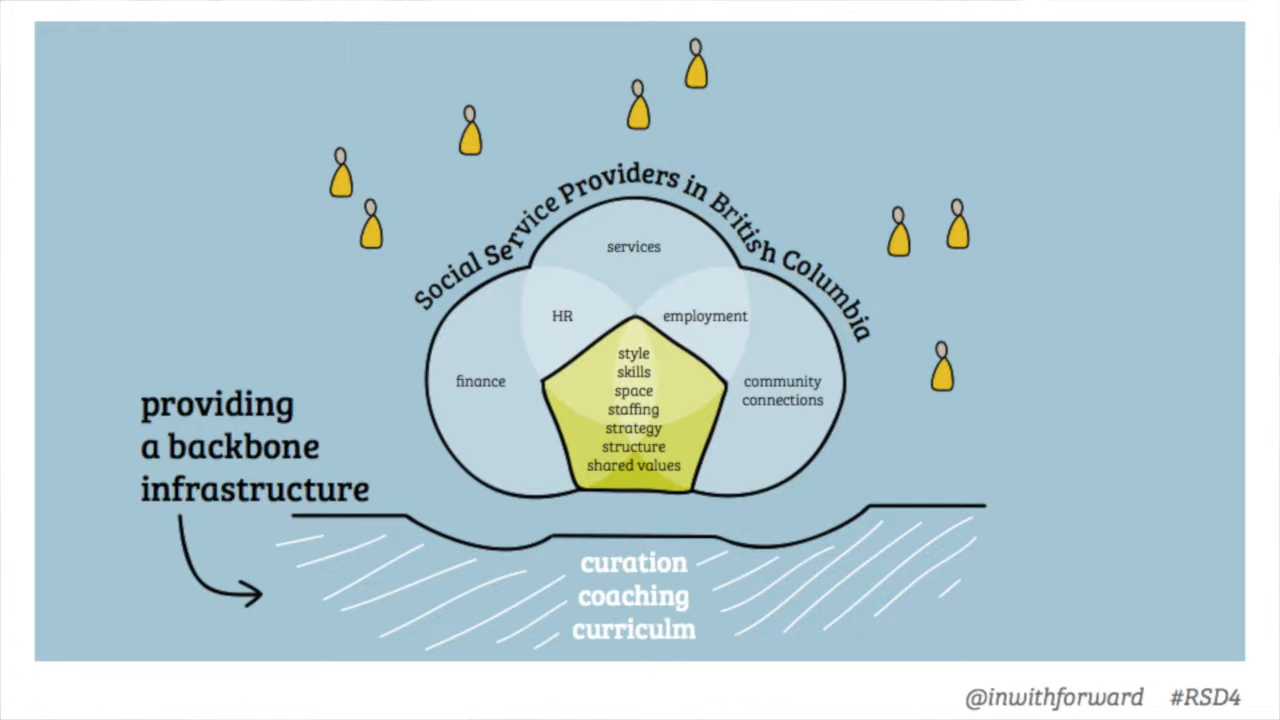 Social Service Providers in British Columbia
services
HR
employment
finance
community
connections
style
skills
space
staffing
strategy
structure
shared values
providing
a backbone
infrastructure
curation
coaching
curriculm
@inwithforward #RSD4